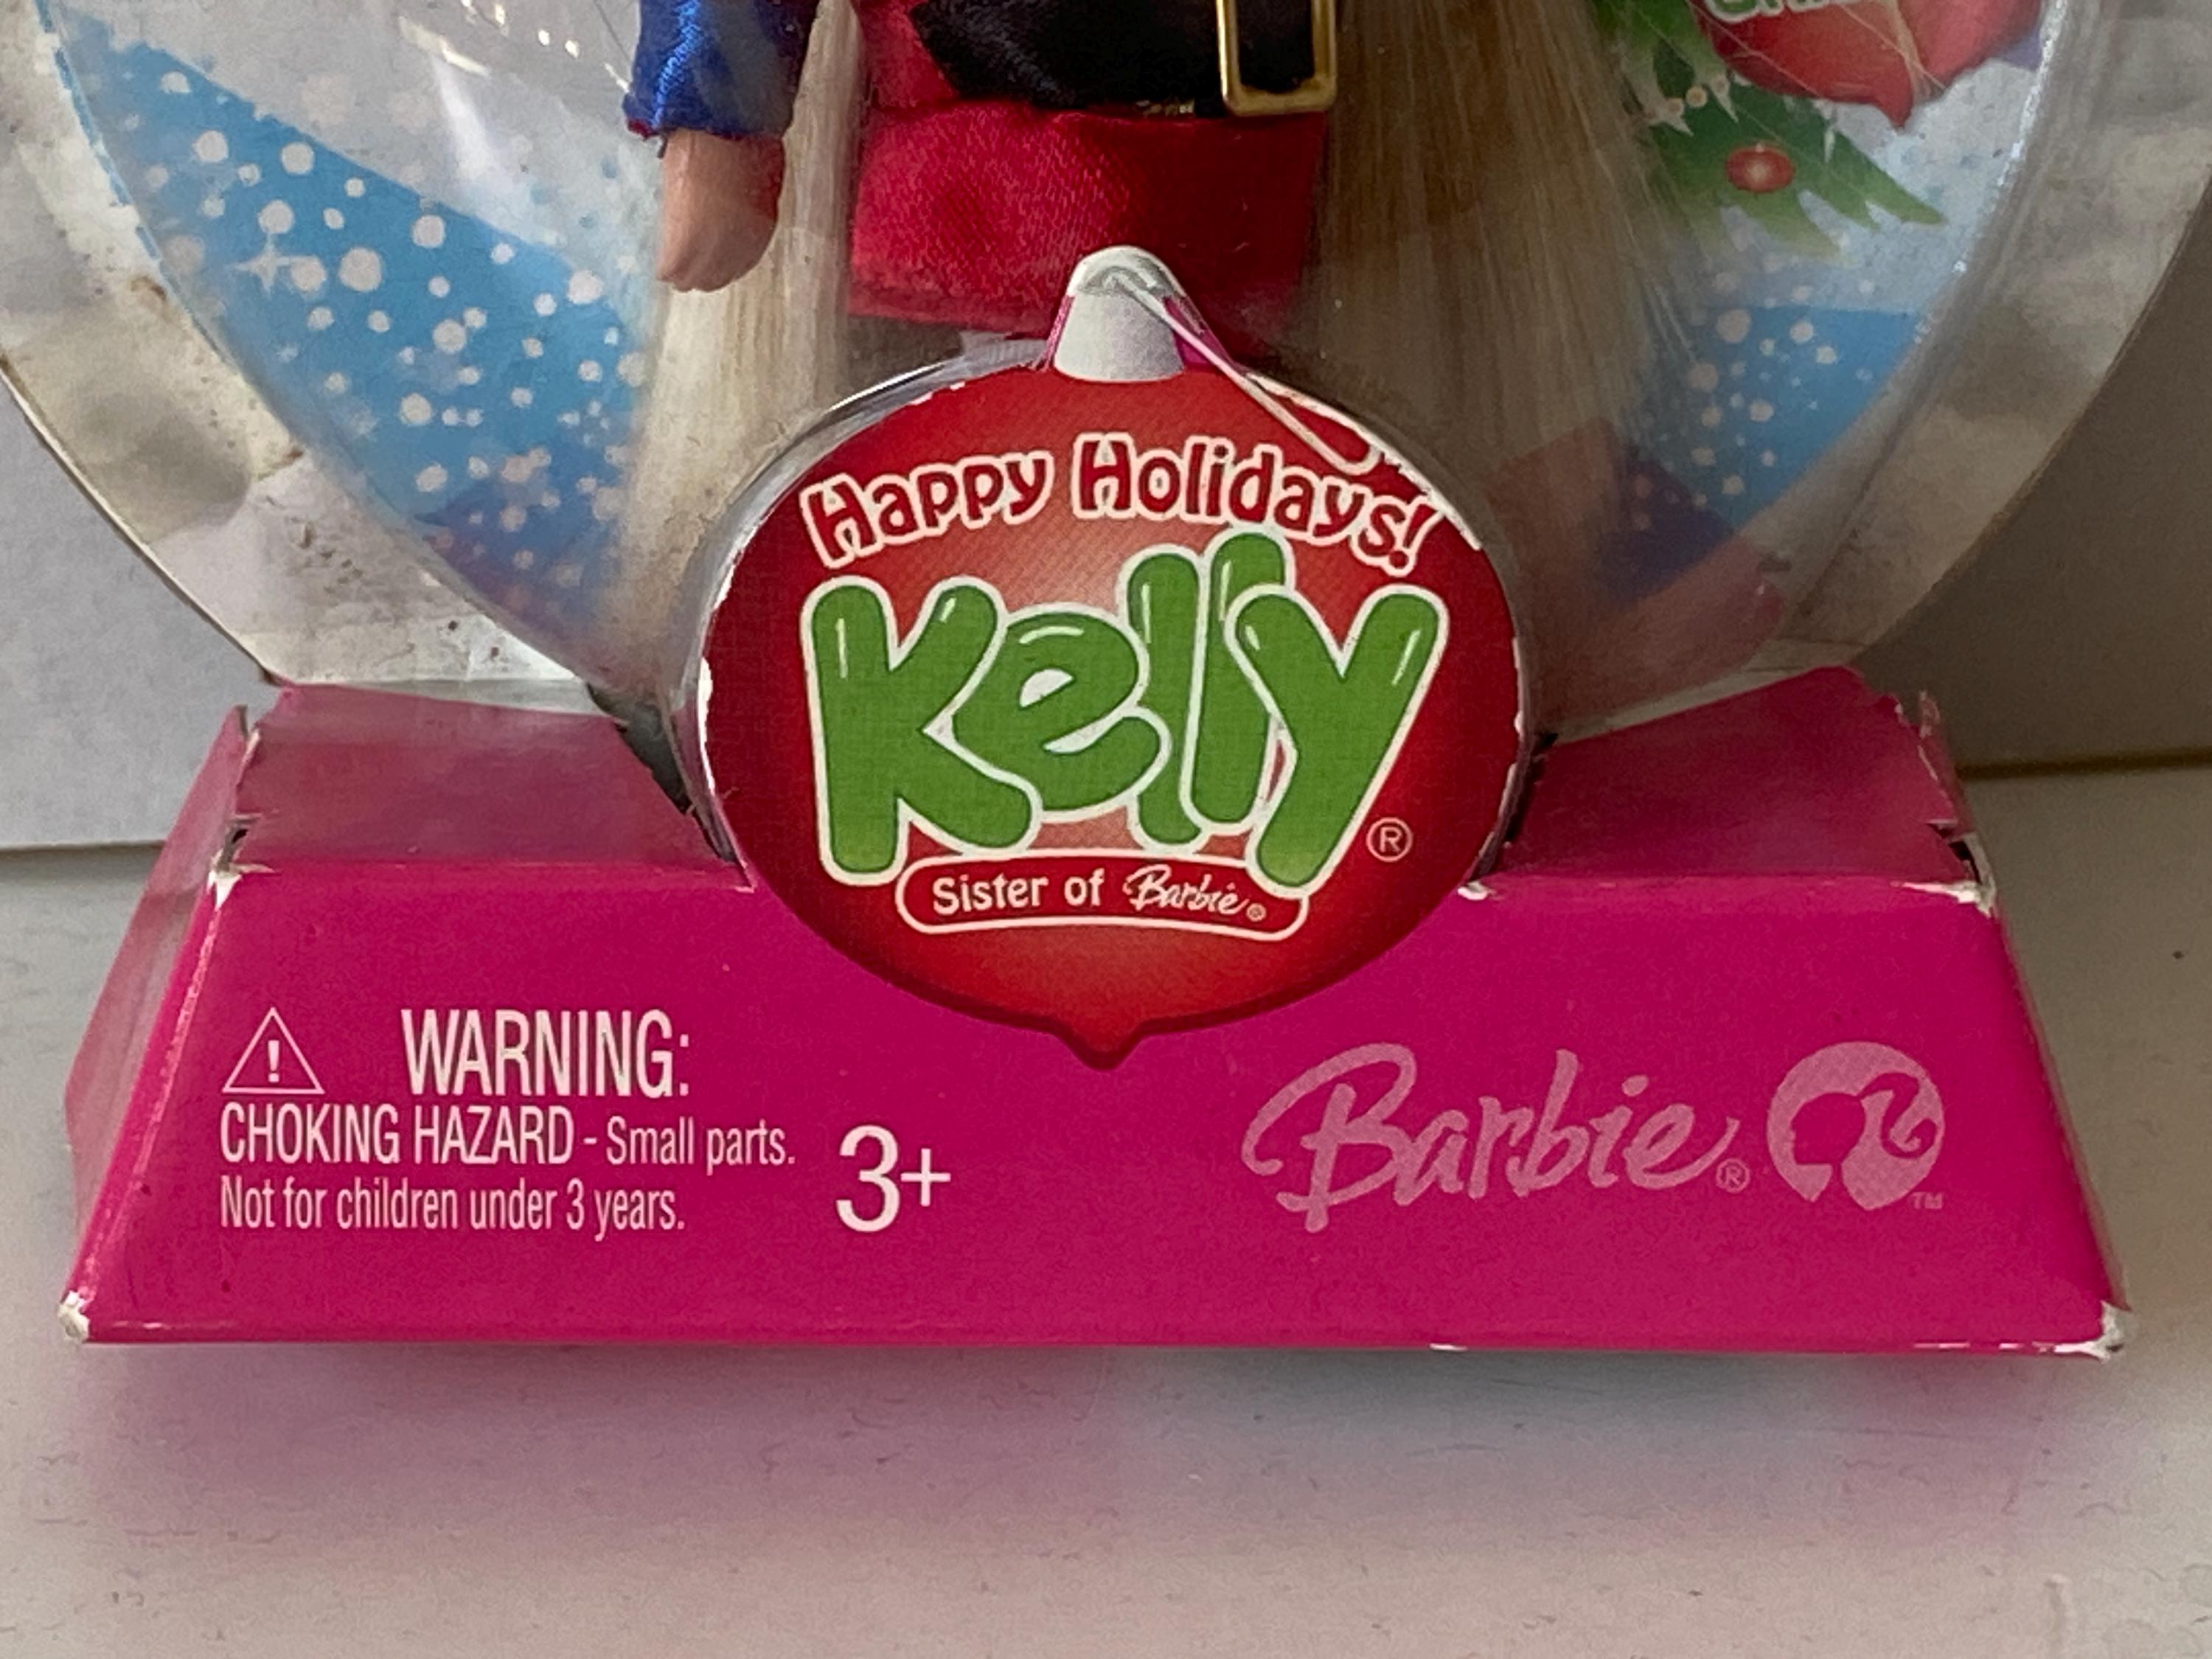 Happy Holidays!
Kelly®
Sister of Barbie®
WARNING:
CHOKING HAZARD - Small parts.
Not for children under 3 years.
3+
Barbie® ™